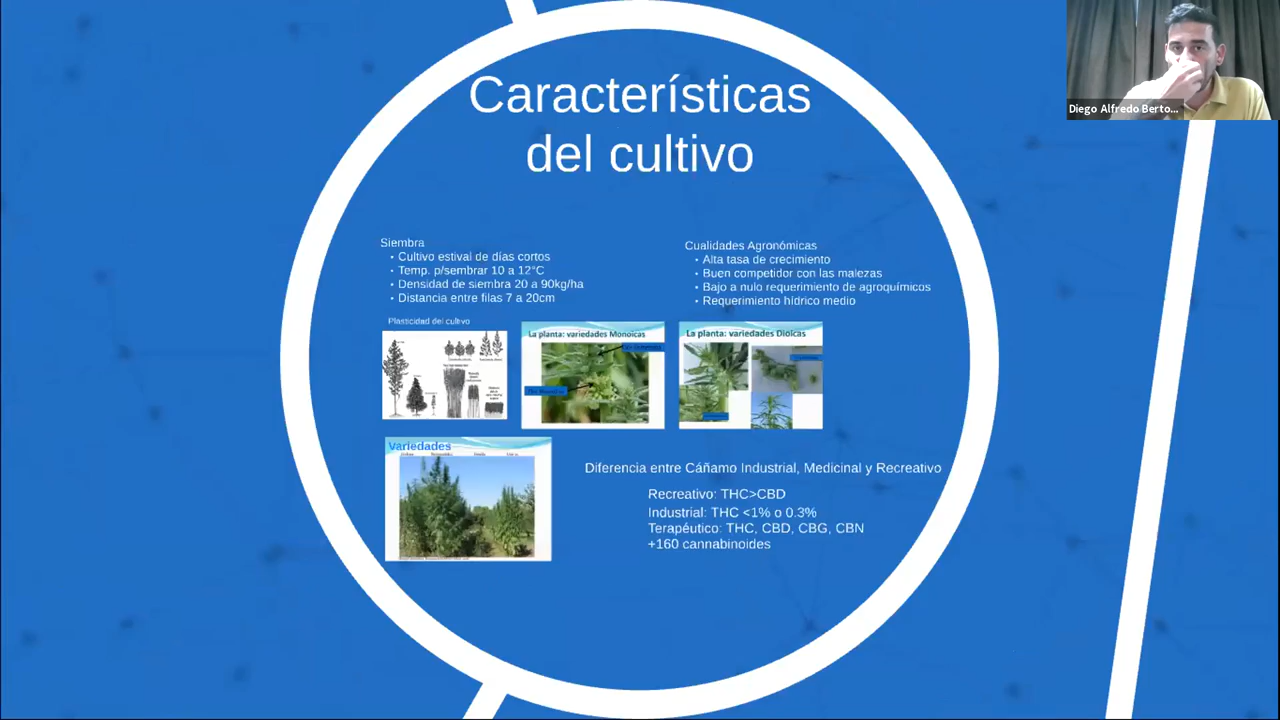 Características
del cultivo
Diego Alfredo Berto...
Siembra
• Cultivo estival de días cortos
• Temp. p/sembrar 10 a 12°C
• Densidad de siembra 20 a 90kg/ha
• Distancia entre filas 7 a 20cm
Cualidades Agronómicas
• Alta tasa de crecimiento
• Buen competidor con las malezas
• Bajo a nulo requerimiento de agroquímicos
• Requerimiento hídrico medio
Plasticidad del cultivo
La planta: variedades Monoicas
La planta: variedades Dioicas
Variedades
Diferencia entre Cáñamo Industrial, Medicinal y Recreativo
Recreativo: THC>CBD
Industrial: THC <1% o 0.3%
Terapéutico: THC, CBD, CBG, CBN
+160 cannabinoides